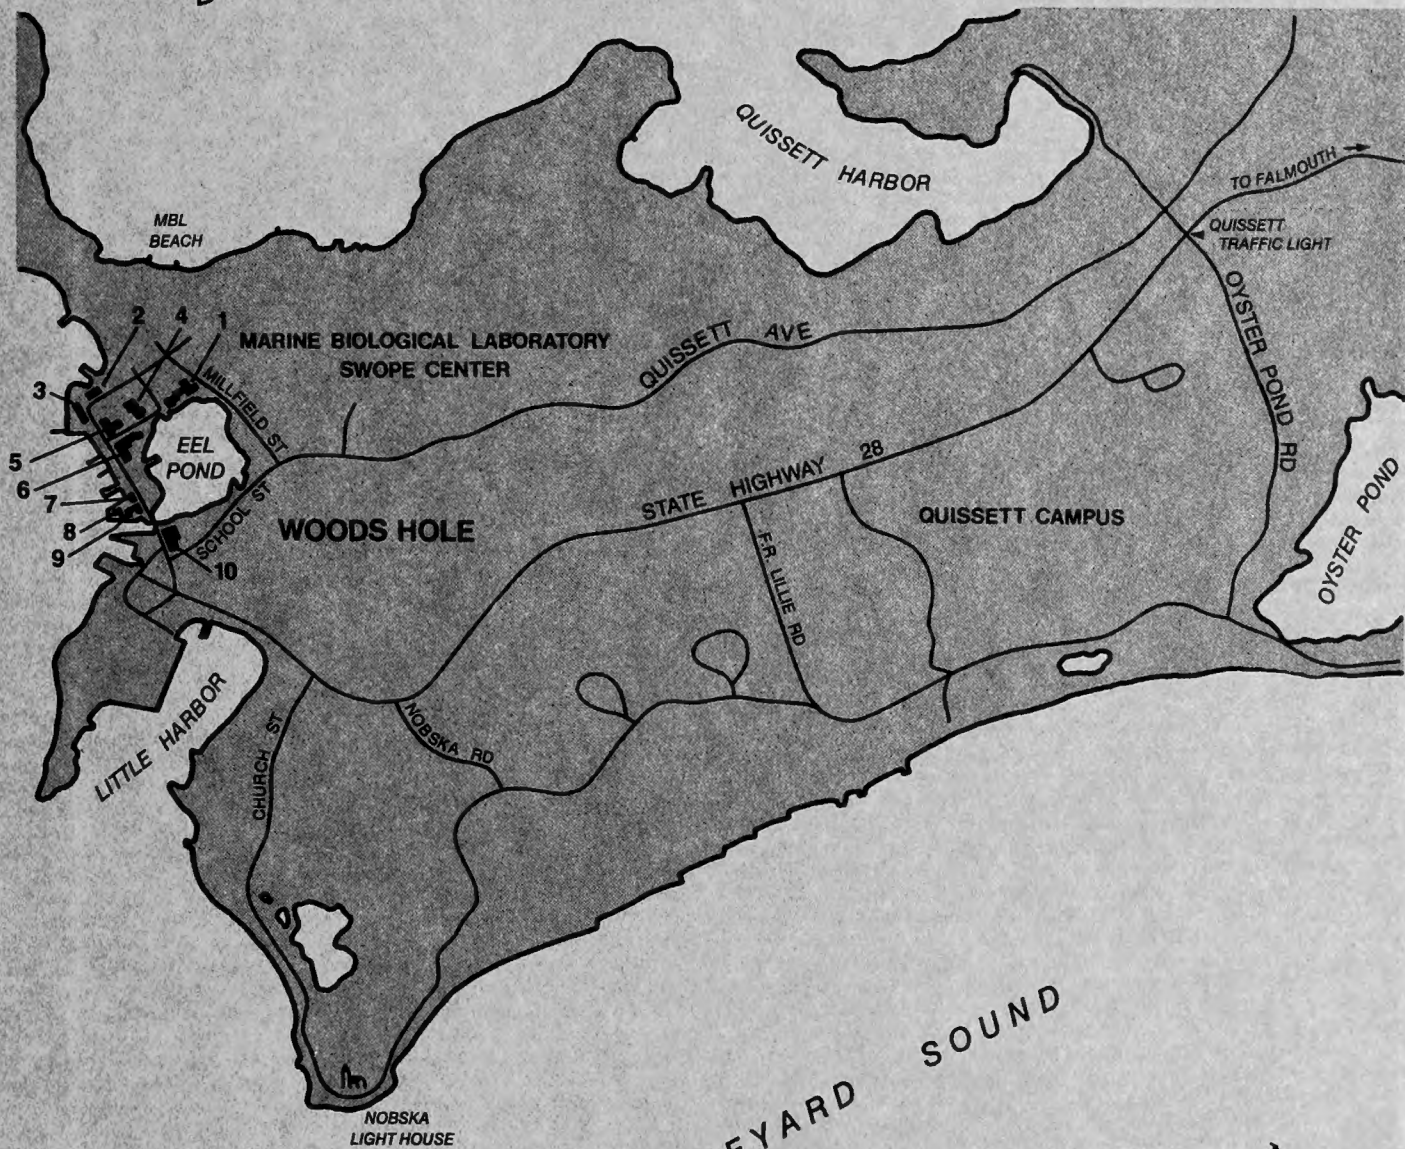 QUISSETT HARBOR
TO FALMOUTH
MBL
BEACH
QUISSETT
TRAFFIC LIGHT
2
4
1
MARINE BIOLOGICAL LABORATORY
SWOPE CENTER
QUISSETT AVE
OYSTER POND RD
3
MILLFIELD ST
EEL
POND
5
6
7
8
9
10
SCHOOL ST
WOODS HOLE
STATE HIGHWAY 28
F.R. LILLIE RD
QUISSETT CAMPUS
OYSTER POND
LITTLE HARBOR
CHURCH ST
NOBSKA RD
SOUND
NOBSKA
LIGHT HOUSE